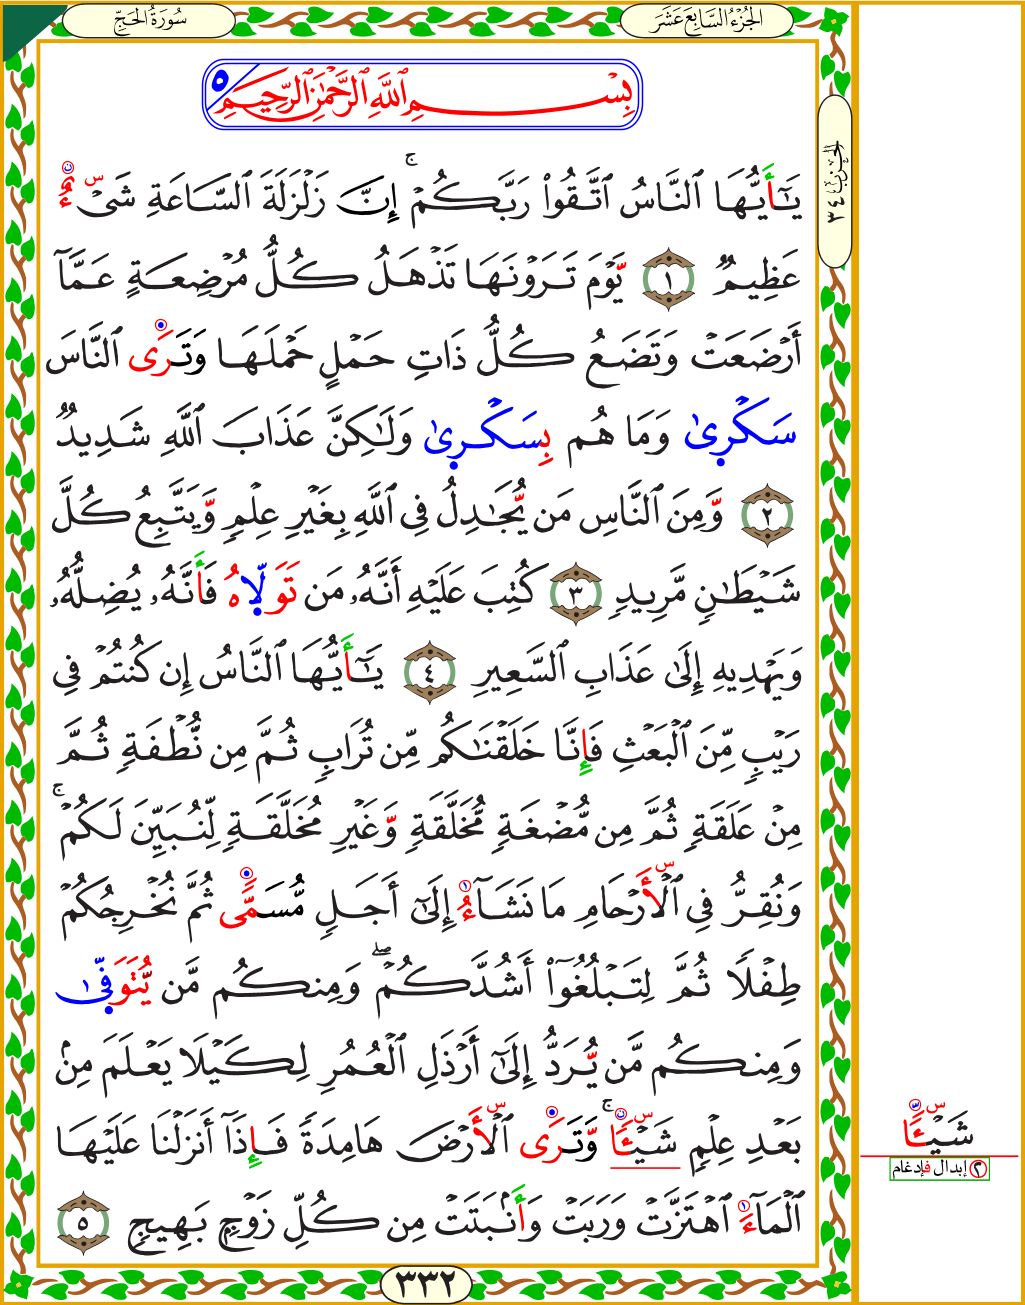 سُورَةُ الحَجِّ
الجُزْءُ السَّابِعَ عَشَرَ
الحِزْبُ ٣٤
بِسْمِ ٱللَّهِ ٱلرَّحْمَٰنِ ٱلرَّحِيمِ ٥
يَٰٓأَيُّهَا ٱلنَّاسُ ٱتَّقُوا۟ رَبَّكُمْ ۚ إِنَّ زَلْزَلَةَ ٱلسَّاعَةِ شَىْءٌ
عَظِيمٌ ١ يَّوْمَ تَرَوْنَهَا تَذْهَلُ كُلُّ مُرْضِعَةٍ عَمَّآ
أَرْضَعَتْ وَتَضَعُ كُلُّ ذَاتِ حَمْلٍ حَمْلَهَا وَتَرَى ٱلنَّاسَ
سَكْرِىٰ وَمَا هُم بِسَكْرِىٰ وَلَٰكِنَّ عَذَابَ ٱللَّهِ شَدِيدٌ
٢ وَّمِنَ ٱلنَّاسِ مَن يُّجَٰدِلُ فِى ٱللَّهِ بِغَيْرِ عِلْمٍ وَّيَتَّبِعُ كُلَّ
شَيْطَٰنٍ مَّرِيدٍ ٣ كُتِبَ عَلَيْهِ أَنَّهُۥ مَن تَوَلَّاهُ فَأَنَّهُۥ يُضِلُّهُۥ
وَيَهْدِيهِ إِلَىٰ عَذَابِ ٱلسَّعِيرِ ٤ يَٰٓأَيُّهَا ٱلنَّاسُ إِن كُنتُمْ فِى
رَيْبٍ مِّنَ ٱلْبَعْثِ فَإِنَّا خَلَقْنَٰكُم مِّن تُرَابٍ ثُمَّ مِن نُّطْفَةٍ ثُمَّ
مِنْ عَلَقَةٍ ثُمَّ مِن مُّضْغَةٍ مُّخَلَّقَةٍ وَّغَيْرِ مُخَلَّقَةٍ لِّنُبَيِّنَ لَكُمْ ۚ
وَنُقِرُّ فِى ٱلْأَرْحَامِ مَا نَشَآءُ إِلَىٰٓ أَجَلٍ مُّسَمًّى ثُمَّ نُخْرِجُكُمْ
طِفْلًا ثُمَّ لِتَبْلُغُوٓا۟ أَشُدَّكُمْ ۖ وَمِنكُم مَّن يُّتَوَفِّىٰ
وَمِنكُم مَّن يُّرَدُّ إِلَىٰٓ أَرْذَلِ ٱلْعُمُرِ لِكَيْلَا يَعْلَمَ مِنۢ
بَعْدِ عِلْمٍ شَيْـًٔا ۚ وَّتَرَى ٱلْأَرْضَ هَامِدَةً فَإِذَآ أَنزَلْنَا عَلَيْهَا
ٱلْمَآءَ ٱهْتَزَّتْ وَرَبَتْ وَأَنۢبَتَتْ مِن كُلِّ زَوْجٍۭ بَهِيجٍ ٥
شَيْـًٔا
٢ إبدال فإدغام
٣٣٢